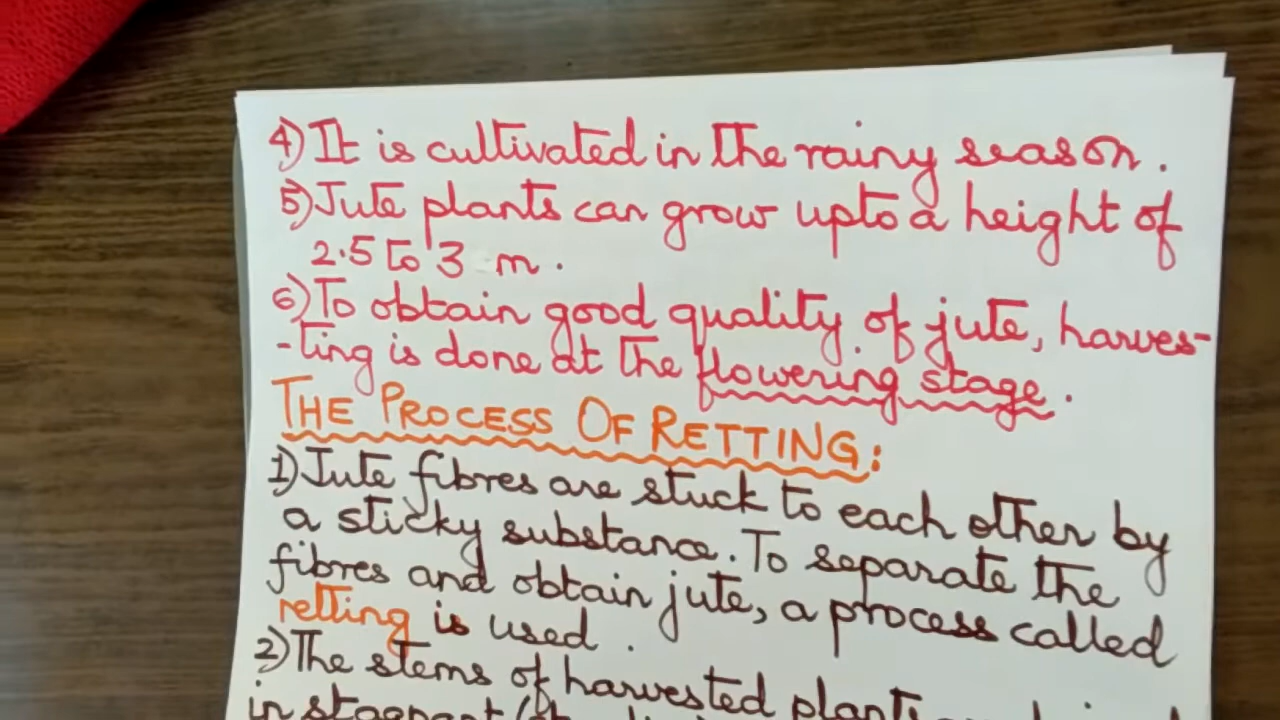 4) It is cultivated in the rainy season.
5) Jute plants can grow upto a height of
2.5 to 3 m.
6) To obtain good quality of jute, harves-
-ting is done at the flowering stage.
THE PROCESS OF RETTING:
1) Jute fibres are stuck to each other by
a sticky substance. To separate the
fibres and obtain jute, a process called
retting is used.
2) The stems of harvested plants
in stagnant